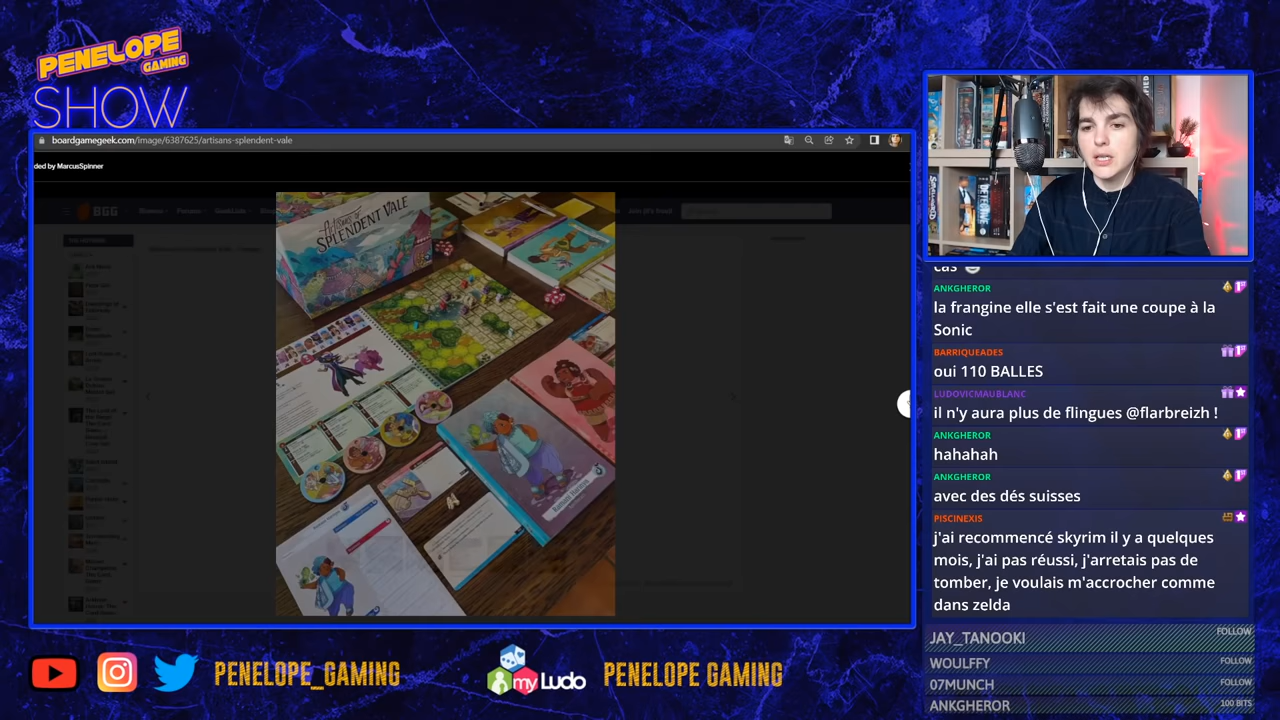 PENELOPE
GAMING
SHOW
boardgamegeek.com/image/6387625/artisans-splendent-vale
ded by MarcusSpinner
BGG
Artisans of
SPLENDENT VALE
DETECTIVE
cas
ANKGHEROR
la frangine elle s'est fait une coupe à la
Sonic
BARRIQUEADES
oui 110 BALLES
LUDOVICMAUBLANC
il n'y aura plus de flingues @flarbreizh !
ANKGHEROR
hahahah
ANKGHEROR
avec des dés suisses
PISCINEXIS
j'ai recommencé skyrim il y a quelques
mois, j'ai pas réussi, j'arretais pas de
tomber, je voulais m'accrocher comme
dans zelda
JAY_TANOOKI FOLLOW
WOULFFY FOLLOW
07MUNCH FOLLOW
ANKGHEROR 100 BITS
PENELOPE_GAMING
myLudo
PENELOPE GAMING